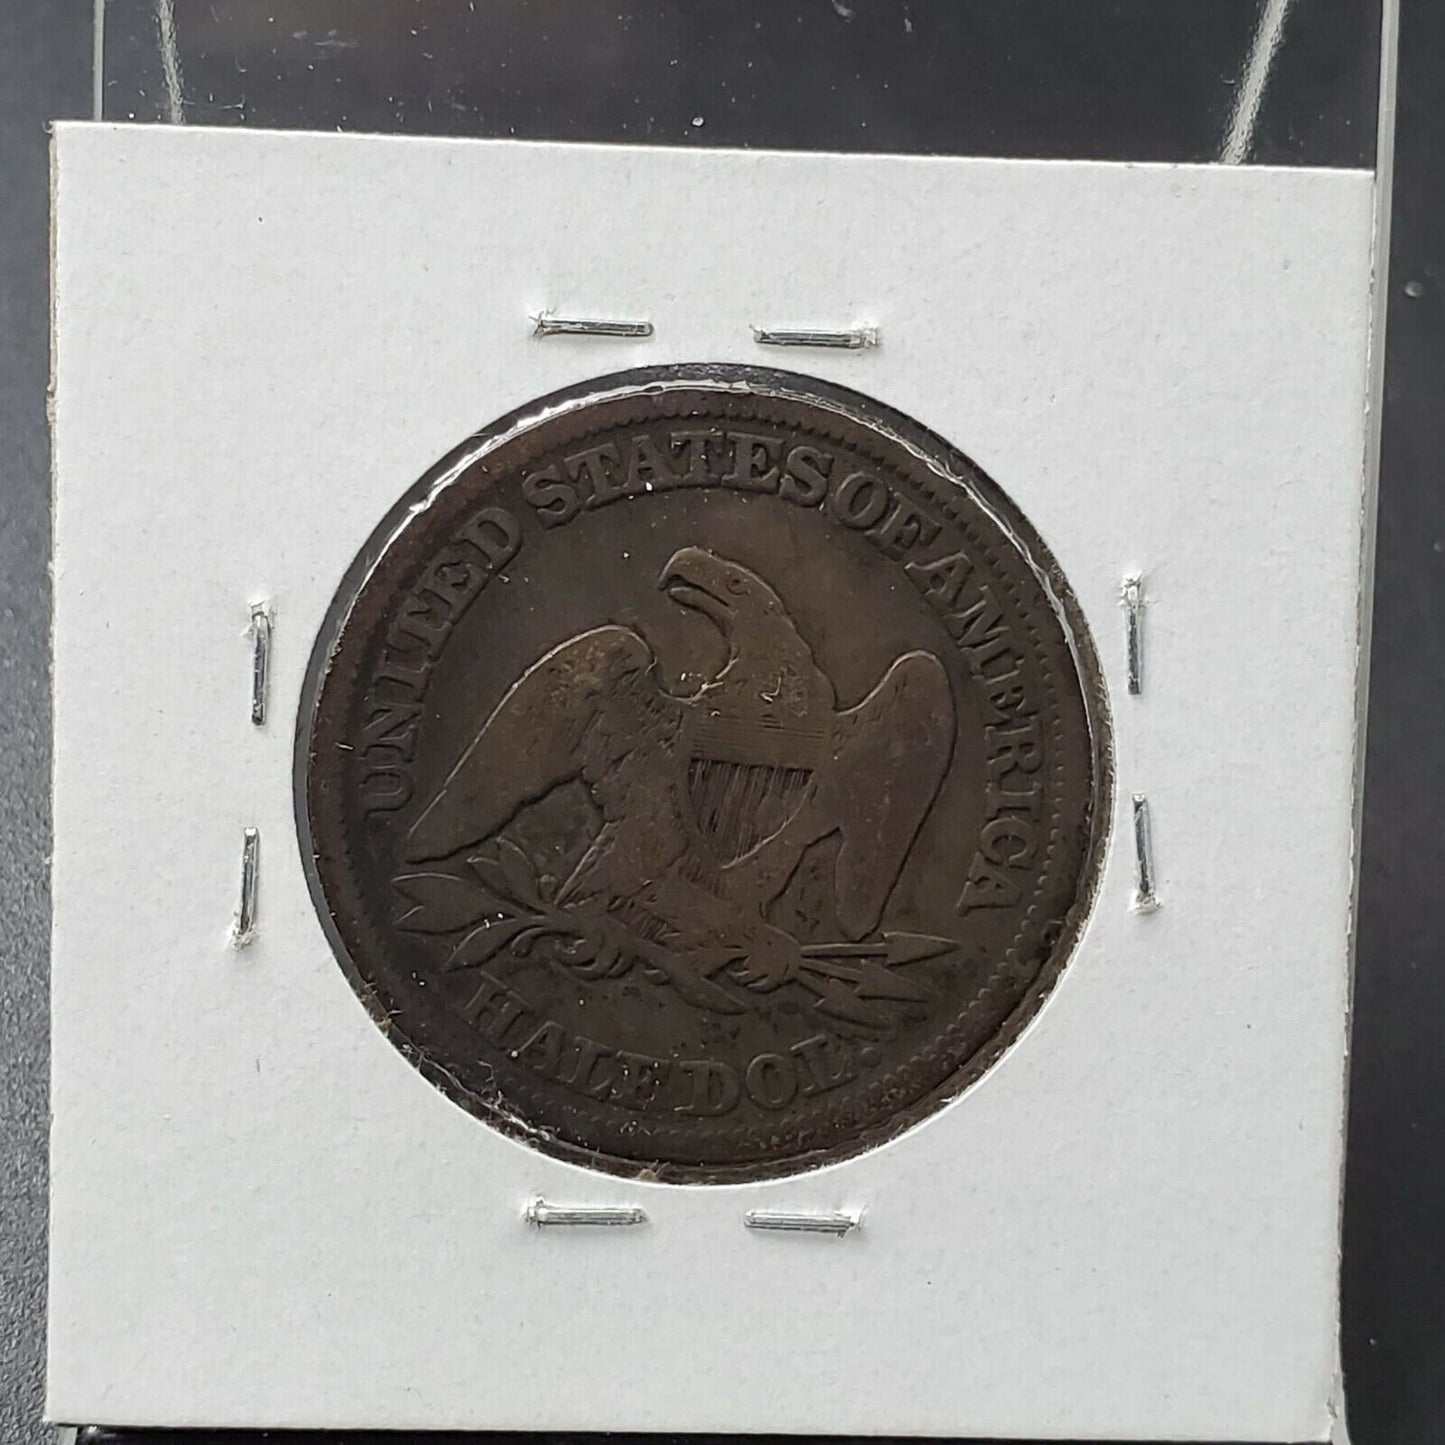 UNITED STATES OF AMERICA
HALF DOL.